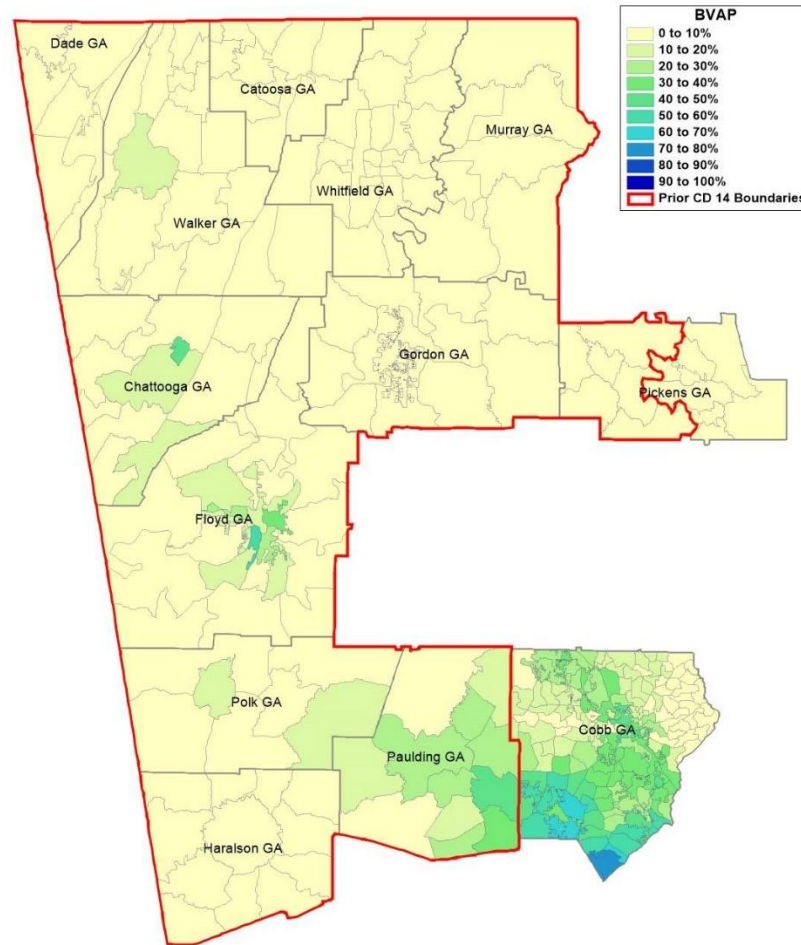 BVAP
0 to 10%
10 to 20%
20 to 30%
30 to 40%
40 to 50%
50 to 60%
60 to 70%
70 to 80%
80 to 90%
90 to 100%
Prior CD 14 Boundaries
Dade GA
Catoosa GA
Murray GA
Whitfield GA
Walker GA
Gordon GA
Chattooga GA
Pickens GA
Floyd GA
Polk GA
Cobb GA
Paulding GA
Haralson GA